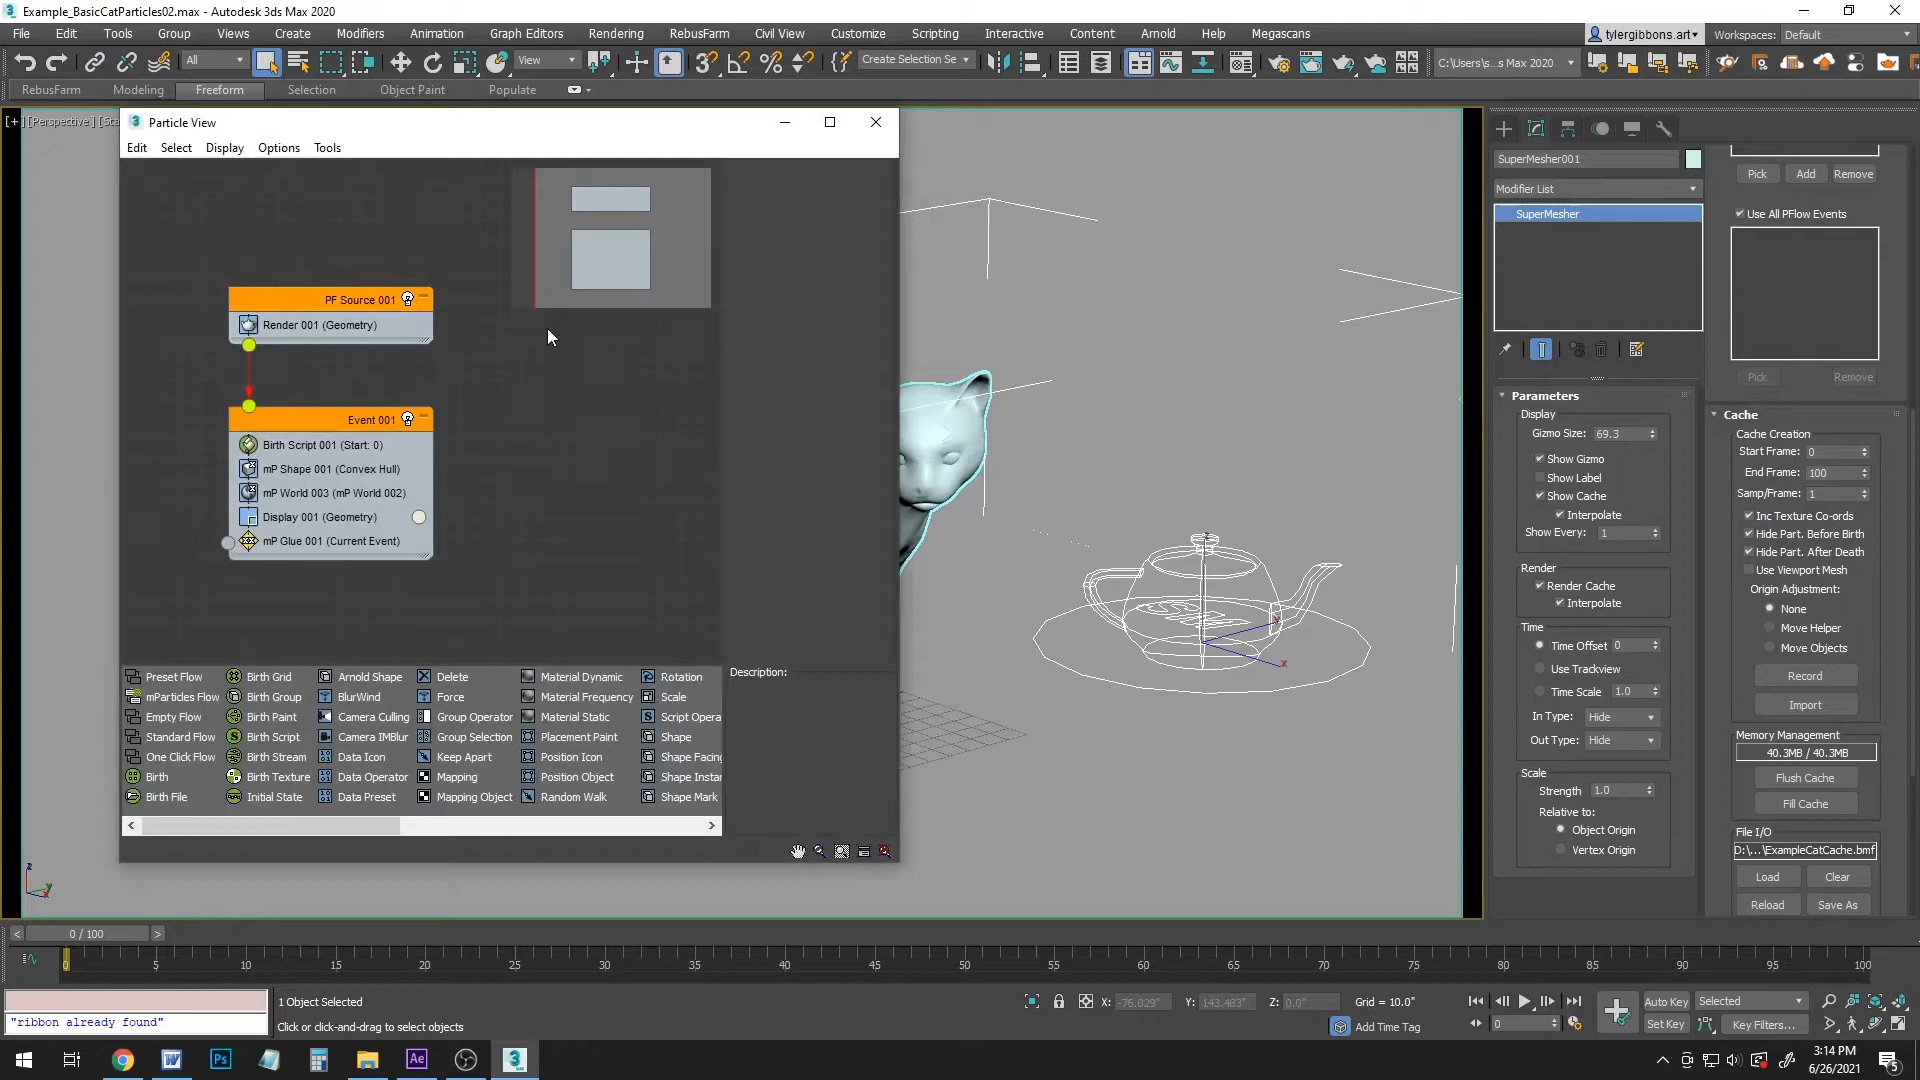 Example_BasicCatParticles02.max - Autodesk 3ds Max 2020
File Edit Tools Group Views Create Modifiers Animation Graph Editors Rendering RebusFarm Civil View Customize Scripting Interactive Content Arnold Help Megascans
tylergibbons.art Workspaces: Default
All View Create Selection Se C:\Users\s...s Max 2020
RebusFarm Modeling Freeform Selection Object Paint Populate
[+] [Perspective] [Sta
Particle View
Edit Select Display Options Tools
PF Source 001
Render 001 (Geometry)
Event 001
Birth Script 001 (Start: 0)
mP Shape 001 (Convex Hull)
mP World 003 (mP World 002)
Display 001 (Geometry)
mP Glue 001 (Current Event)
Preset Flow Birth Grid Arnold Shape Delete Material Dynamic Rotation
mParticles Flow Birth Group BlurWind Force Material Frequency Scale
Empty Flow Birth Paint Camera Culling Group Operator Material Static Script Opera
Standard Flow Birth Script Camera IMBlur Group Selection Placement Paint Shape
One Click Flow Birth Stream Data Icon Keep Apart Position Icon Shape Facing
Birth Birth Texture Data Operator Mapping Position Object Shape Instar
Birth File Initial State Data Preset Mapping Object Random Walk Shape Mark
Description:
SuperMesher001
Modifier List
SuperMesher
Parameters
Display
Gizmo Size: 69.3
Show Gizmo
Show Label
Show Cache
Interpolate
Show Every: 1
Render
Render Cache
Interpolate
Time
Time Offset 0
Use Trackview
Time Scale 1.0
In Type: Hide
Out Type: Hide
Scale
Strength 1.0
Relative to:
Object Origin
Vertex Origin
Pick Add Remove
Use All PFlow Events
Pick Remove
Cache
Cache Creation
Start Frame: 0
End Frame: 100
Samp/Frame: 1
Inc Texture Co-ords
Hide Part. Before Birth
Hide Part. After Death
Use Viewport Mesh
Origin Adjustment:
None
Move Helper
Move Objects
Record
Import
Memory Management
40.3MB / 40.3MB
Flush Cache
Fill Cache
File I/O
D:\...\ExampleCatCache.bmf
Load Clear
Reload Save As
x
z
y
< 0 / 100 >
0 5 10 15 20 25 30 35 40 45 50 55 60 65 70 75 80 85 90 95 100
"ribbon already found"
1 Object Selected
Click or click-and-drag to select objects
X: -76.029" Y: 143.483" Z: 0.0" Grid = 10.0"
Add Time Tag
0
Auto Key Selected
Set Key Key Filters...
3:14 PM
6/26/2021
5